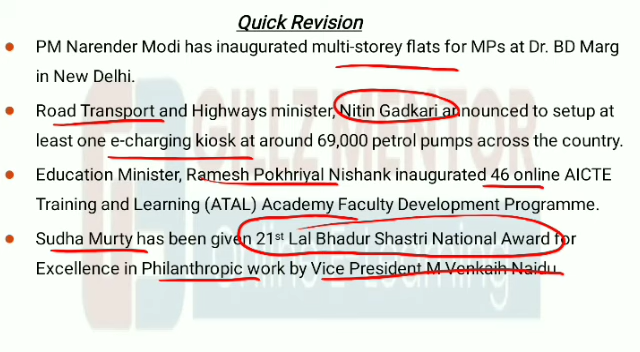 Quick Revision
• PM Narender Modi has inaugurated multi-storey flats for MPs at Dr. BD Marg
in New Delhi.
• Road Transport and Highways minister, Nitin Gadkari announced to setup at
least one e-charging kiosk at around 69,000 petrol pumps across the country.
• Education Minister, Ramesh Pokhriyal Nishank inaugurated 46 online AICTE
Training and Learning (ATAL) Academy Faculty Development Programme.
• Sudha Murty has been given 21st Lal Bhadur Shastri National Award for
Excellence in Philanthropic work by Vice President M Venkaih Naidu.
GILLZ MENTOR
Online E-Learning